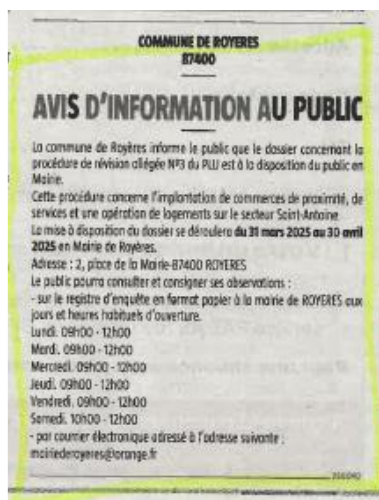 COMMUNE DE ROYERES
87400
AVIS D'INFORMATION AU PUBLIC
La commune de Royères informe le public que le dossier concernant la
procédure de révision allégée N°3 du PLU est à la disposition du public en
Mairie.
Cette procédure concerne l'implantation de commerces de proximité, de
services et une opération de logements sur le secteur Saint-Antoine.
La mise à disposition du dossier se déroulera du 31 mars 2025 au 30 avril
2025 en Mairie de Royères.
Adresse : 2, place de la Mairie-87400 ROYERES
Le public pourra consulter et consigner ses observations :
- sur le registre d'enquête en format papier à la mairie de ROYERES aux
jours et heures habituels d'ouverture.
Lundi. 09h00 - 12h00
Mardi. 09h00 - 12h00
Mercredi. 09h00 - 12h00
Jeudi. 09h00 - 12h00
Vendredi. 09h00 - 12h00
Samedi. 10h00 - 12h00
- par courrier électronique adressé à l'adresse suivante :
mairiederoyeres@orange.fr